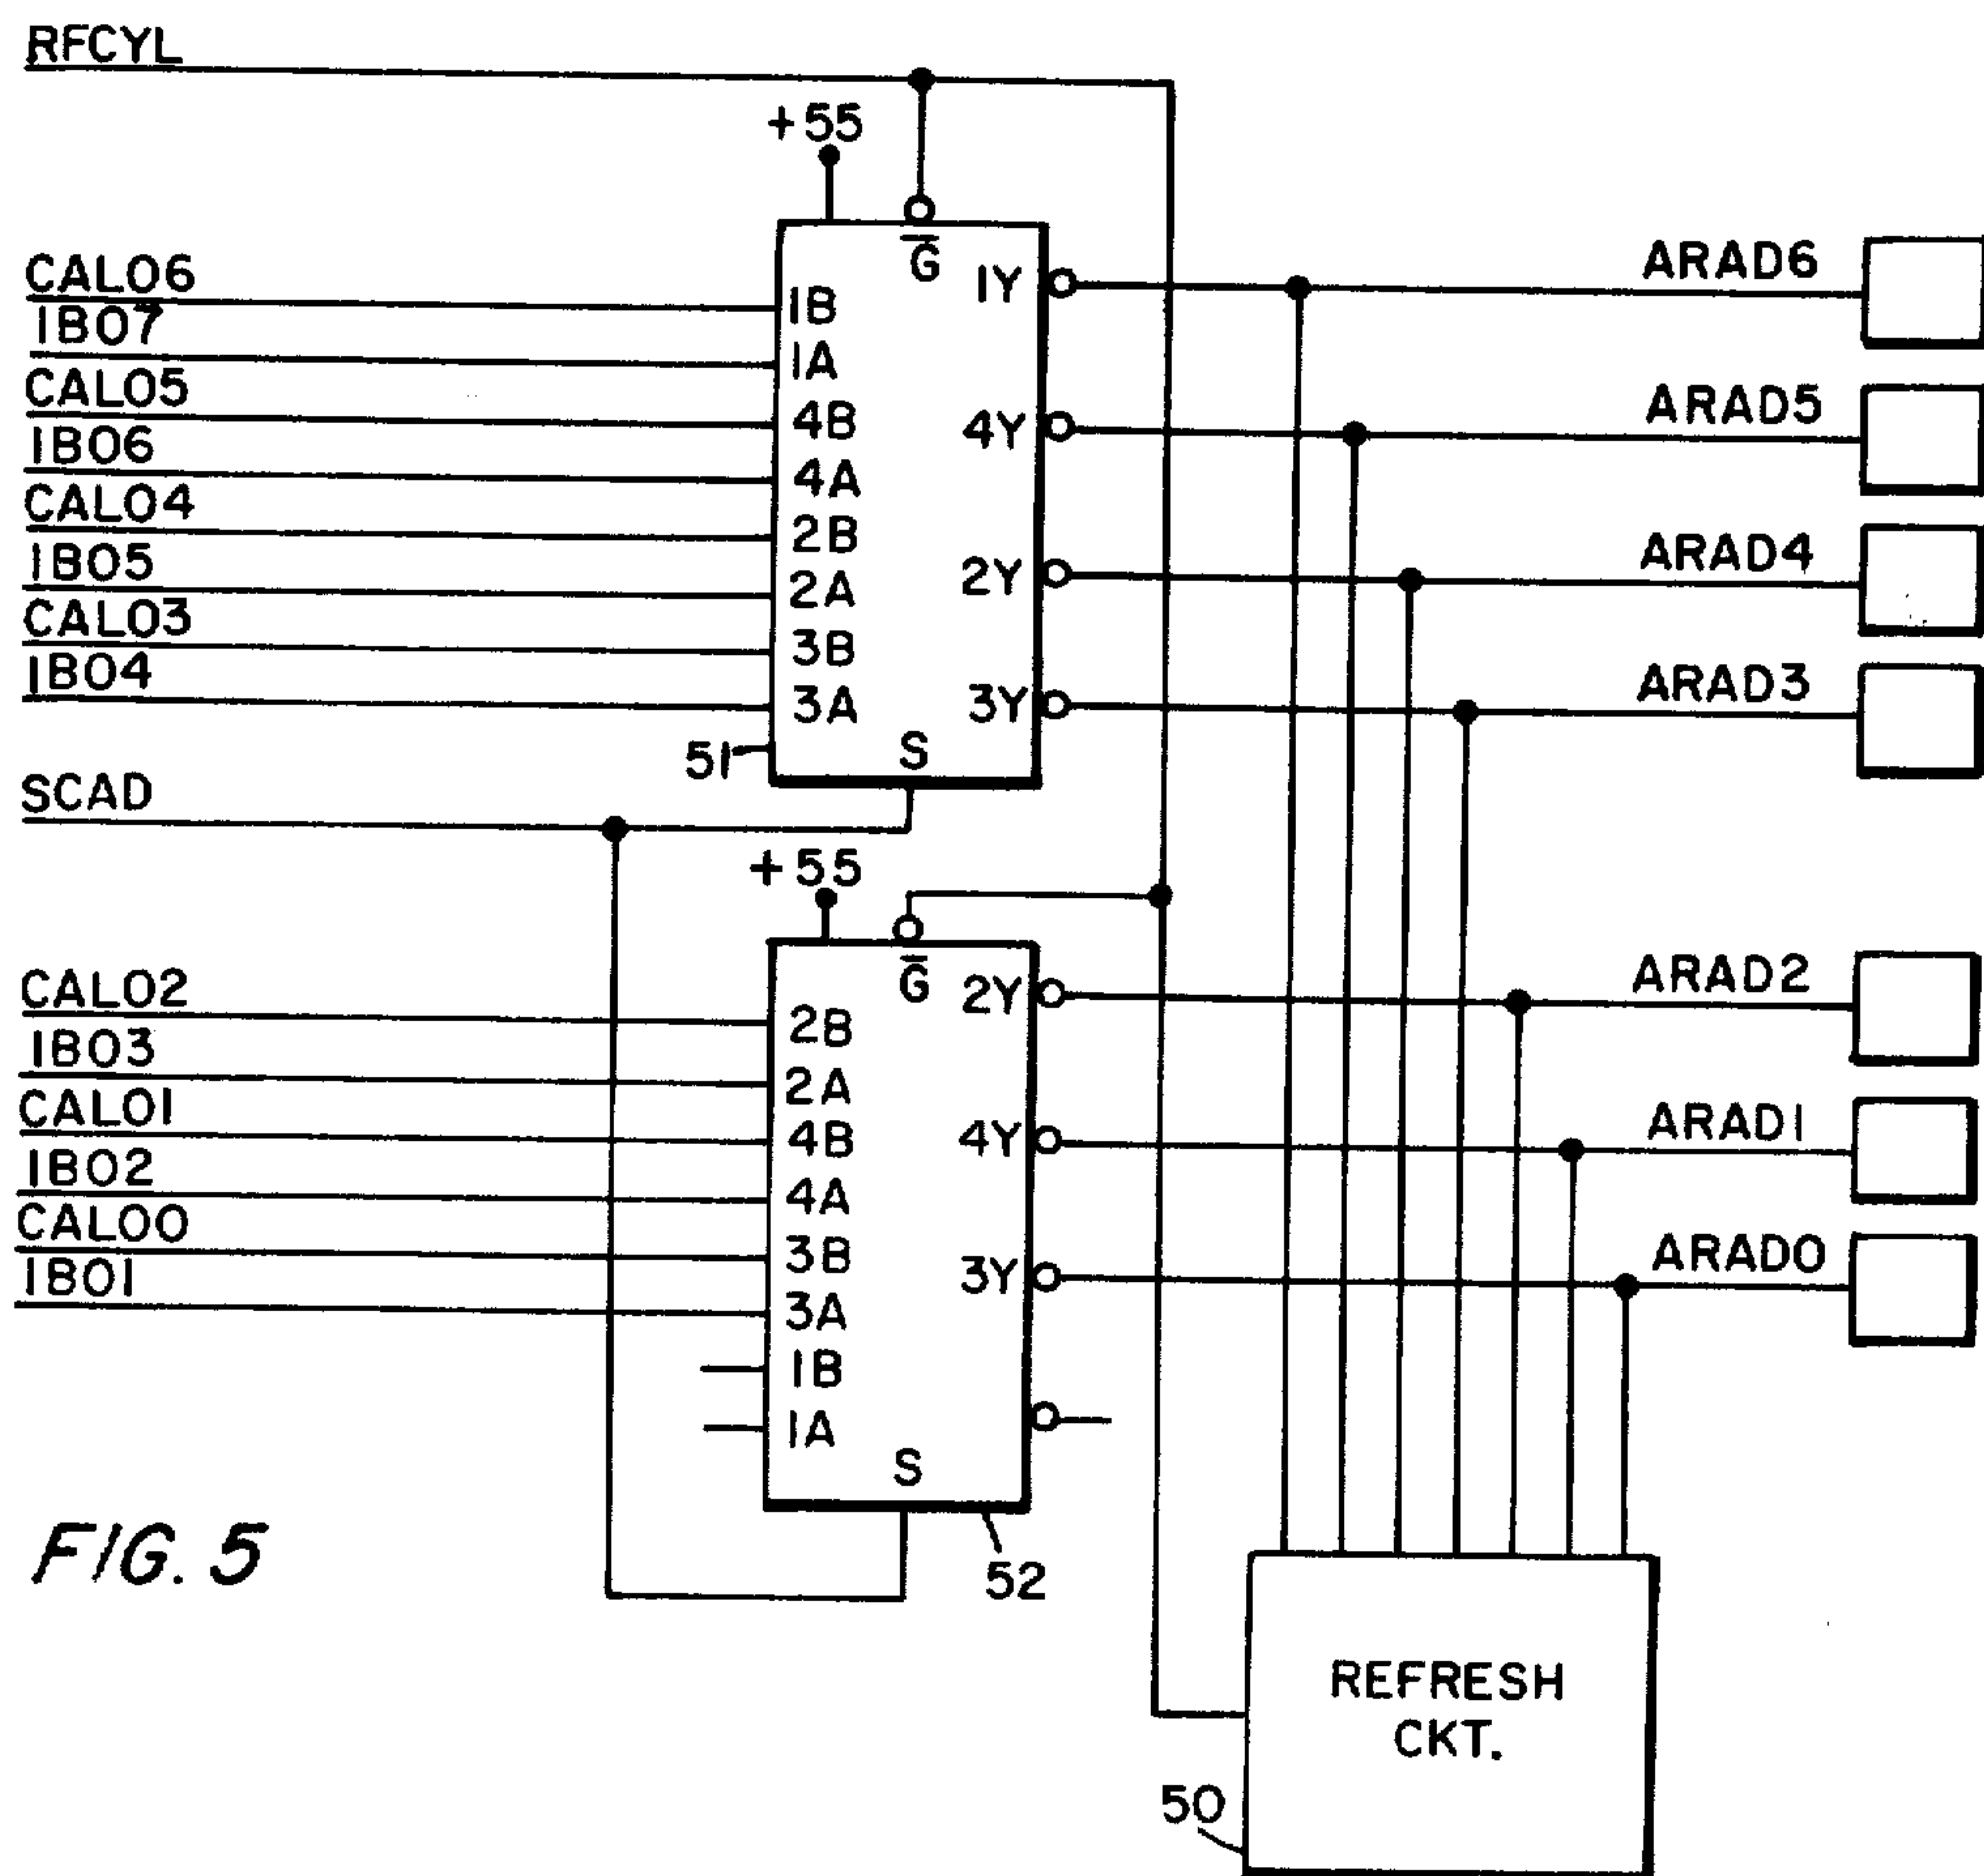 RFCYL
+55
G
CAL06
1B
1Y
ARAD6
IB07
1A
CAL05
4B
4Y
ARAD5
IB06
4A
CAL04
2B
2Y
ARAD4
IB05
2A
CAL03
3B
3Y
ARAD3
IB04
3A
51
S
SCAD
+55
G
CAL02
2B
2Y
ARAD2
IB03
2A
CAL01
4B
4Y
ARAD1
IB02
4A
CAL00
3B
3Y
ARAD0
IB01
3A
1B
1A
S
52
FIG. 5
REFRESH
CKT.
50